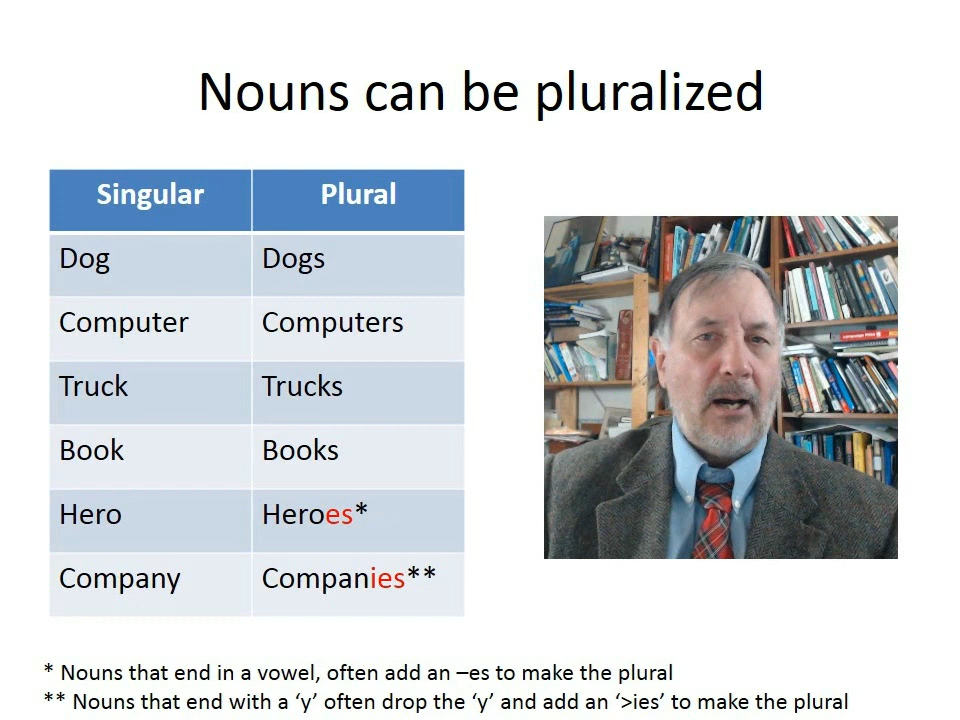 Nouns can be pluralized
Singular Plural
Dog Dogs
Computer Computers
Truck Trucks
Book Books
Hero Heroes*
Company Companies**
* Nouns that end in a vowel, often add an –es to make the plural
** Nouns that end with a ‘y’ often drop the ‘y’ and add an ‘>ies’ to make the plural